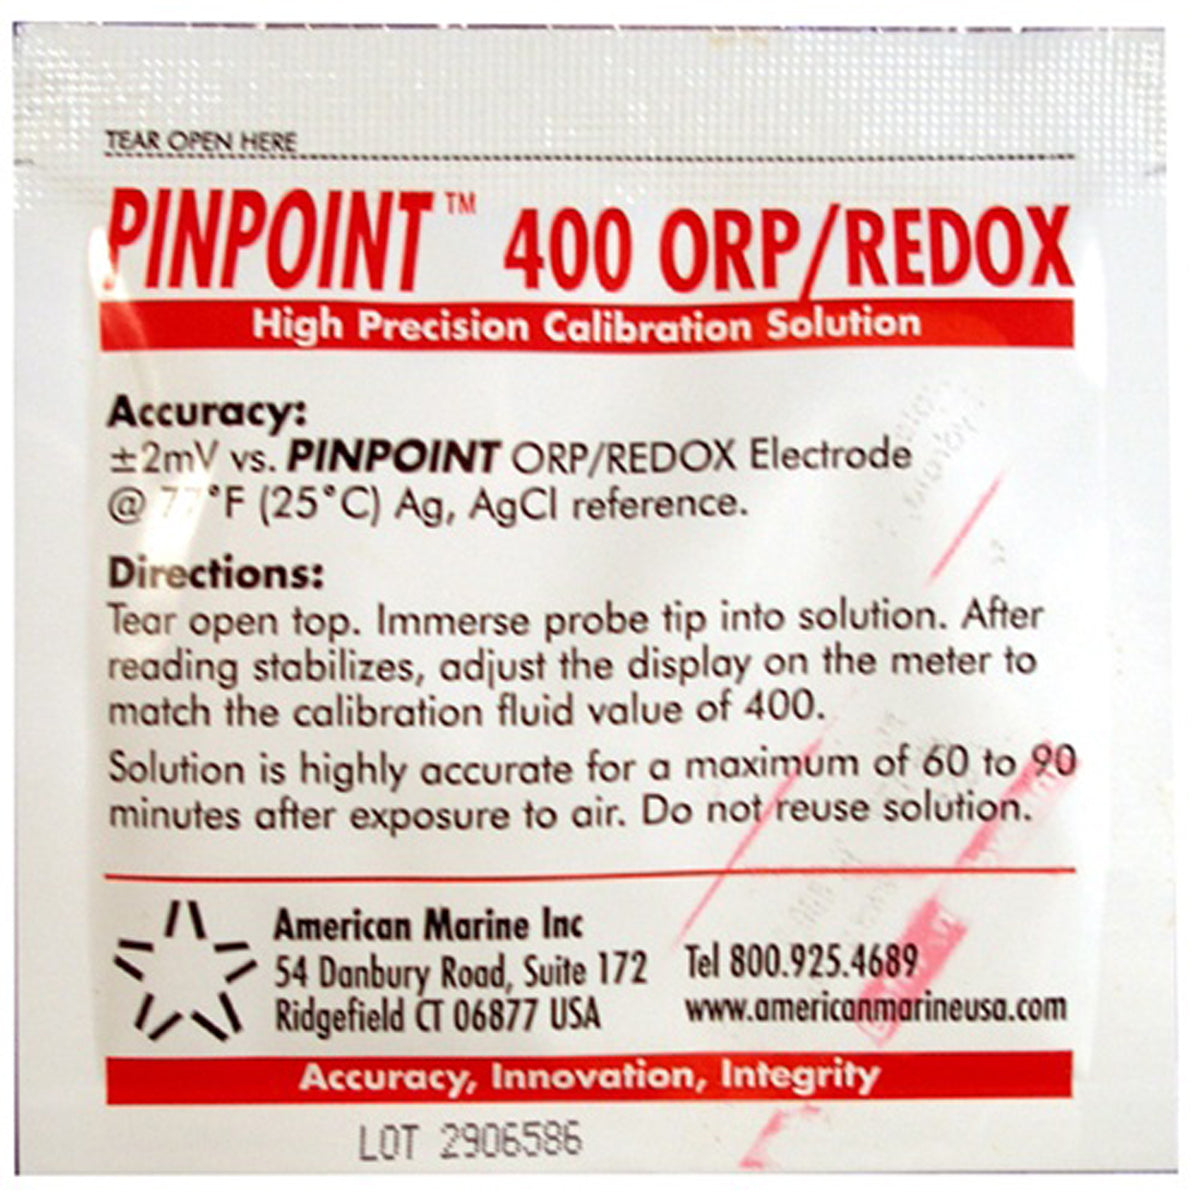 TEAR OPEN HERE
PINPOINT™ 400 ORP/REDOX
High Precision Calibration Solution
Accuracy:
±2mV vs. PINPOINT ORP/REDOX Electrode
@ 77°F (25°C) Ag, AgCl reference.
Directions:
Tear open top. Immerse probe tip into solution. After
reading stabilizes, adjust the display on the meter to
match the calibration fluid value of 400.
Solution is highly accurate for a maximum of 60 to 90
minutes after exposure to air. Do not reuse solution.
American Marine Inc
54 Danbury Road, Suite 172
Ridgefield CT 06877 USA
Tel 800.925.4689
www.americanmarineusa.com
Accuracy, Innovation, Integrity
LOT 2906586